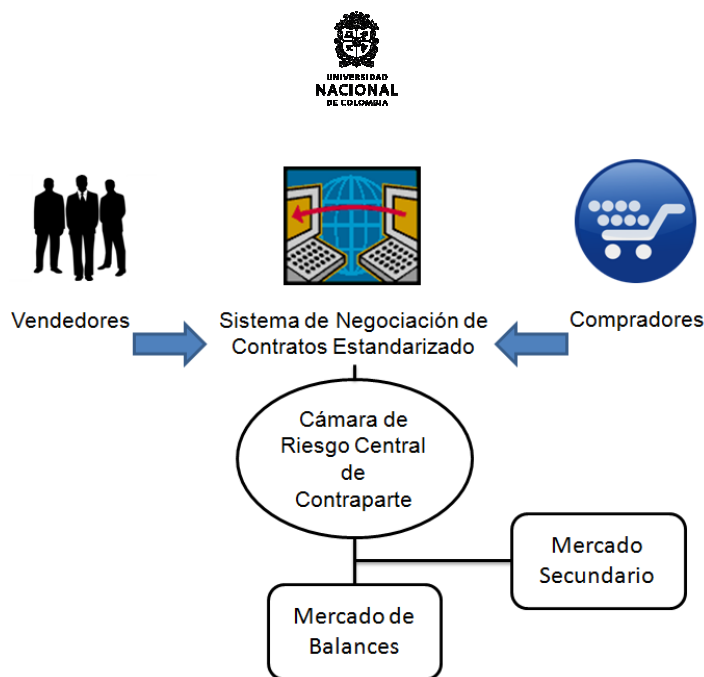 UNIVERSIDAD
NACIONAL
DE COLOMBIA
Vendedores
Sistema de Negociación de
Contratos Estandarizado
Compradores
Cámara de
Riesgo Central
de
Contraparte
Mercado
Secundario
Mercado de
Balances